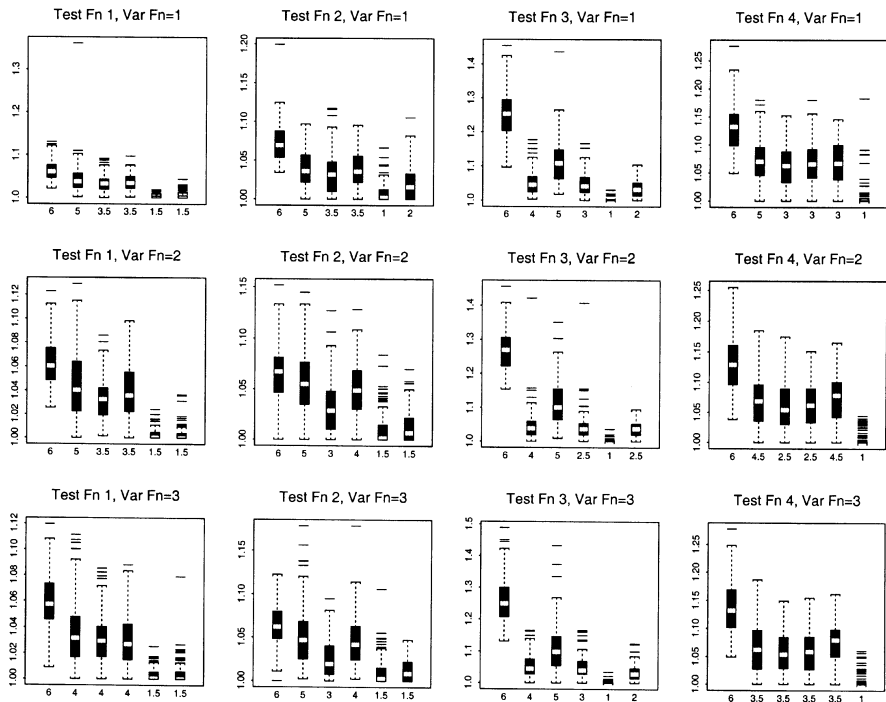 Test Fn 1, Var Fn=1
1.0 1.1 1.2 1.3
6 5 3.5 3.5 1.5 1.5
Test Fn 2, Var Fn=1
1.00 1.05 1.10 1.15 1.20
6 5 3.5 3.5 1 2
Test Fn 3, Var Fn=1
1.0 1.1 1.2 1.3 1.4
6 4 5 3 1 2
Test Fn 4, Var Fn=1
1.00 1.05 1.10 1.15 1.20 1.25
6 5 3 3 3 1
Test Fn 1, Var Fn=2
1.00 1.02 1.04 1.06 1.08 1.10 1.12
6 5 3.5 3.5 1.5 1.5
Test Fn 2, Var Fn=2
1.00 1.05 1.10 1.15
6 5 3 4 1.5 1.5
Test Fn 3, Var Fn=2
1.0 1.1 1.2 1.3 1.4
6 4 5 2.5 1 2.5
Test Fn 4, Var Fn=2
1.00 1.05 1.10 1.15 1.20 1.25
6 4.5 2.5 2.5 4.5 1
Test Fn 1, Var Fn=3
1.00 1.02 1.04 1.06 1.08 1.10 1.12
6 4 4 4 1.5 1.5
Test Fn 2, Var Fn=3
1.00 1.05 1.10 1.15
6 5 3 4 1.5 1.5
Test Fn 3, Var Fn=3
1.0 1.1 1.2 1.3 1.4 1.5
6 4 5 3 1 2
Test Fn 4, Var Fn=3
1.00 1.05 1.10 1.15 1.20 1.25
6 3.5 3.5 3.5 3.5 1